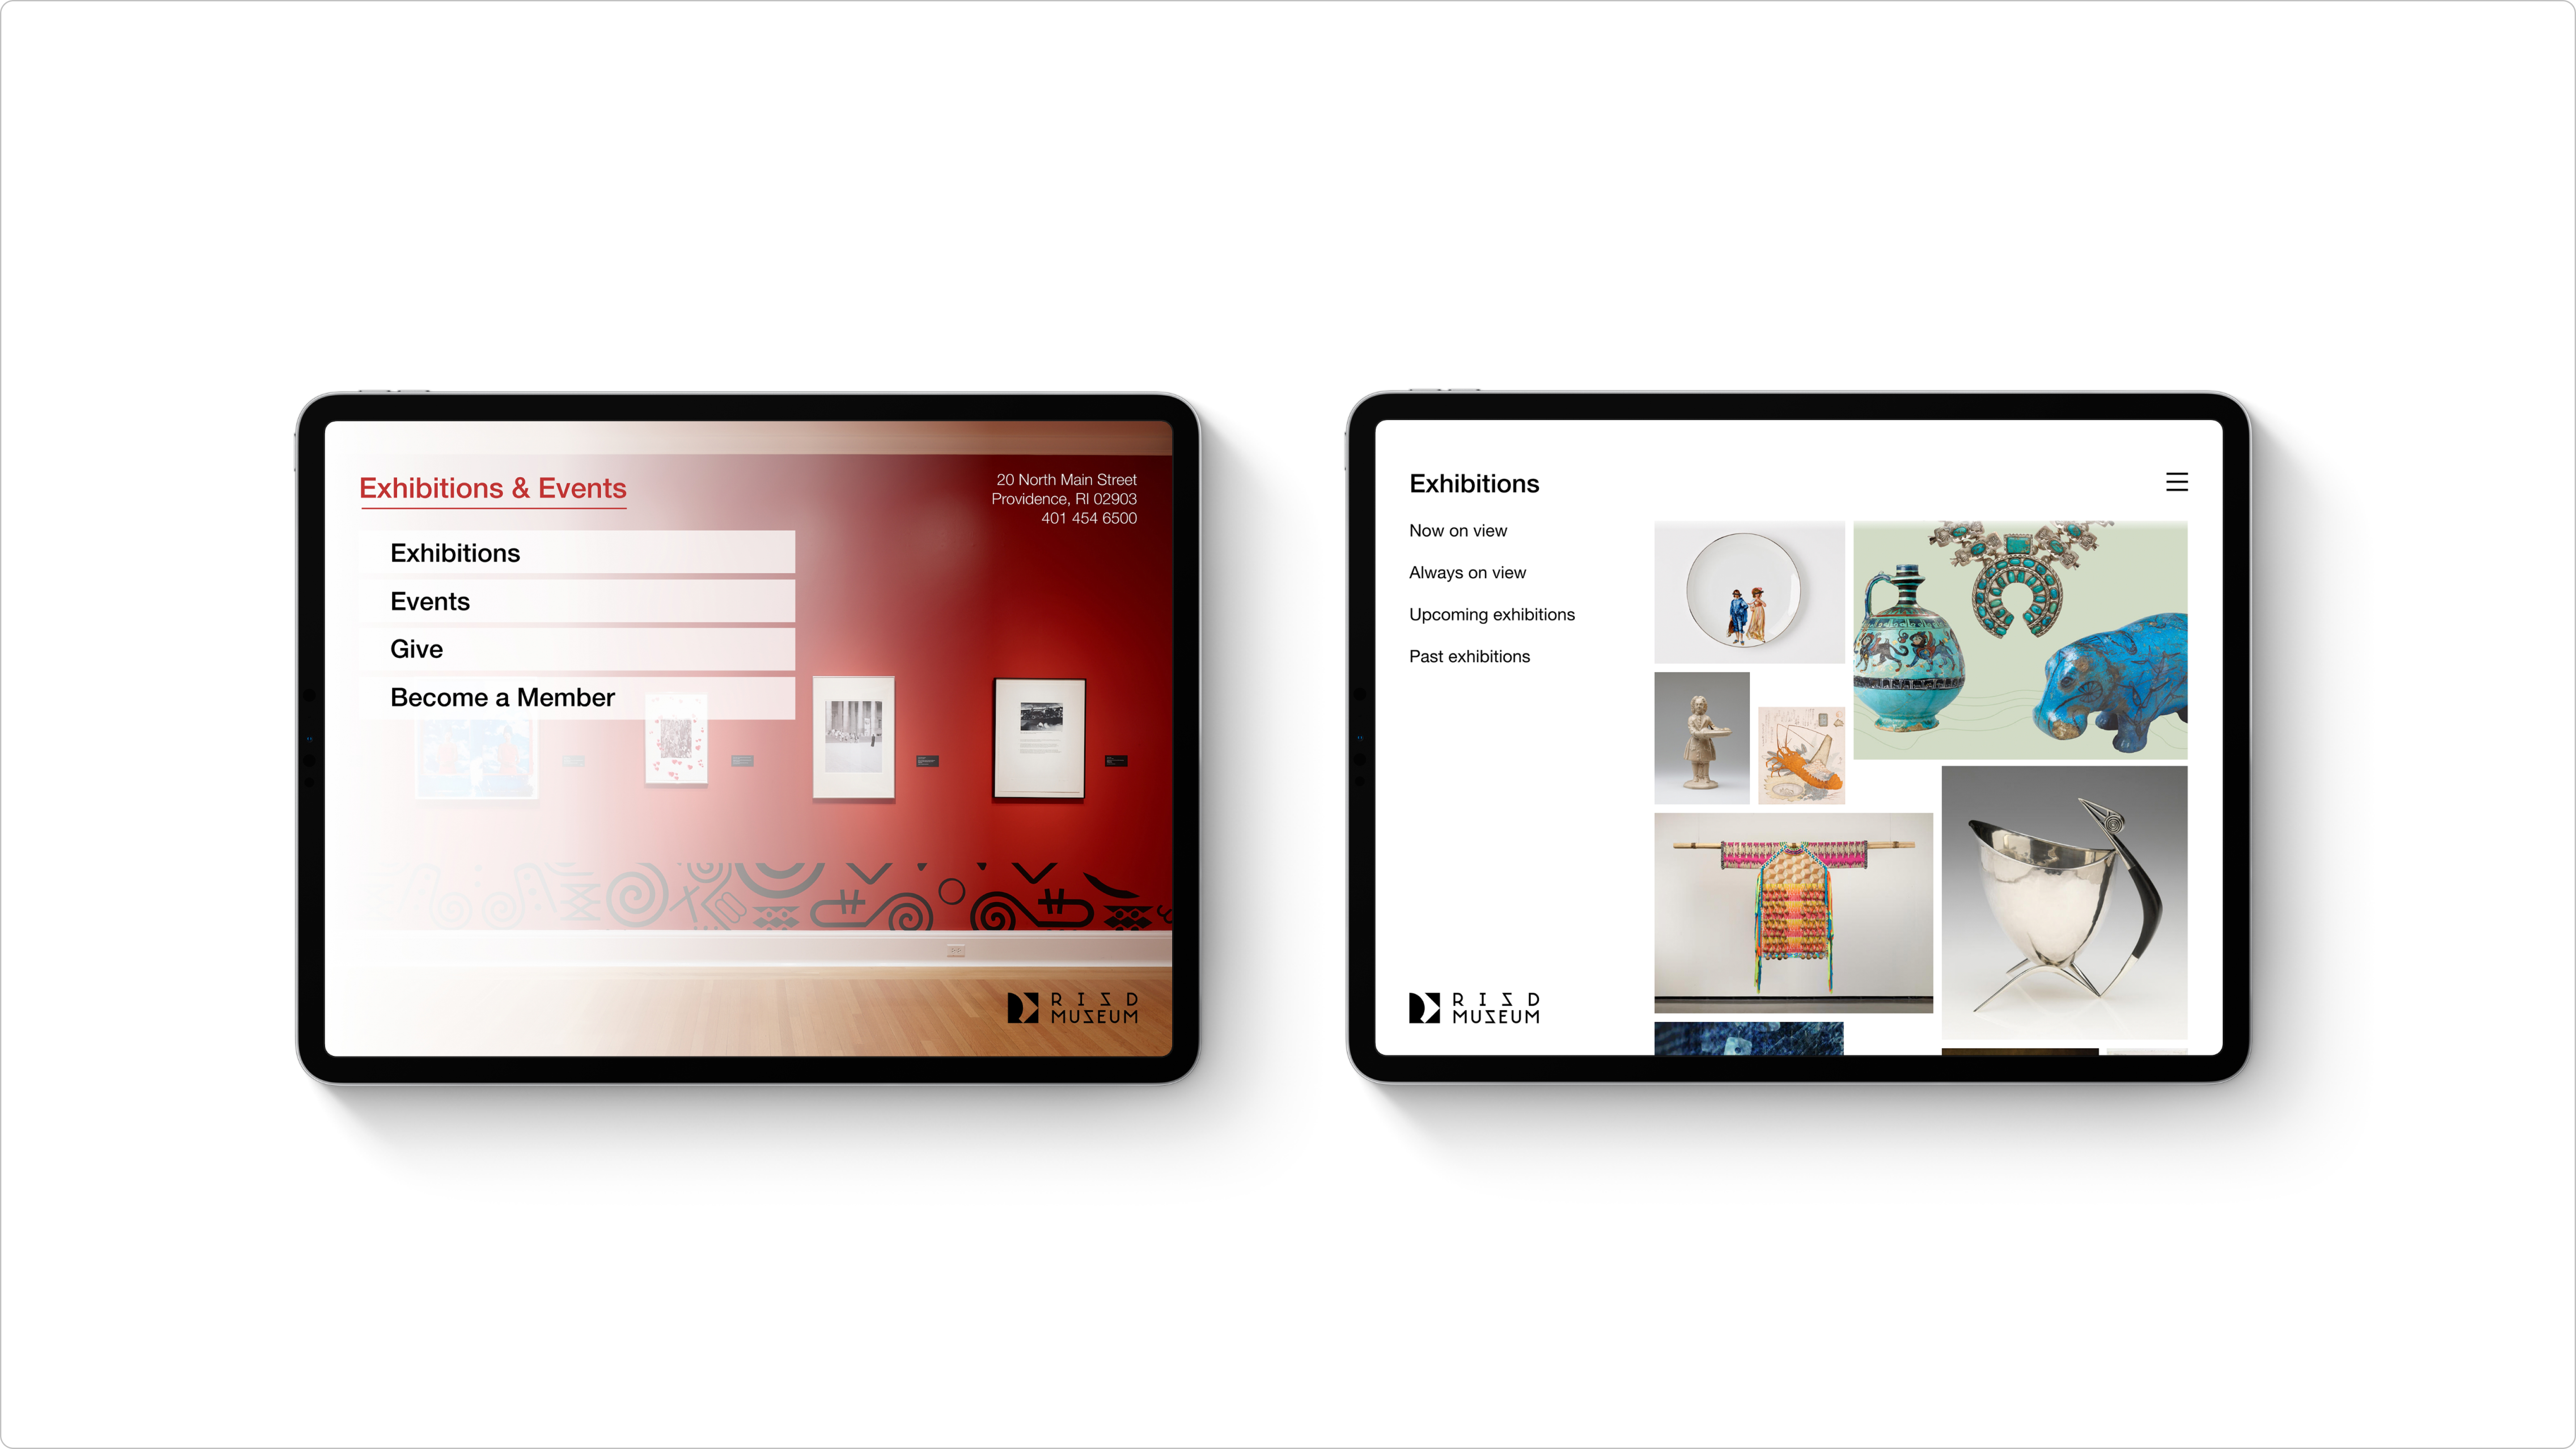 Exhibitions & Events
20 North Main Street
Providence, RI 02903
401 454 6500
Exhibitions
Events
Give
Become a Member
RISD
MUSEUM
Exhibitions
Now on view
Always on view
Upcoming exhibitions
Past exhibitions
RISD
MUSEUM